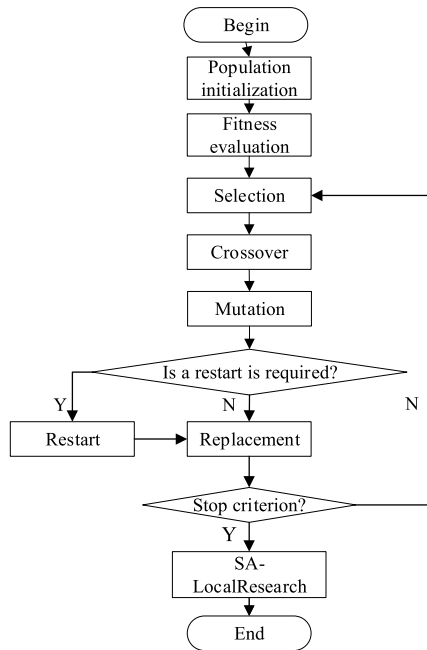 Begin
Population
initialization
Fitness
evaluation
Selection
Crossover
Mutation
Is a restart is required?
Y
N
N
Restart
Replacement
Stop criterion?
Y
SA-
LocalResearch
End